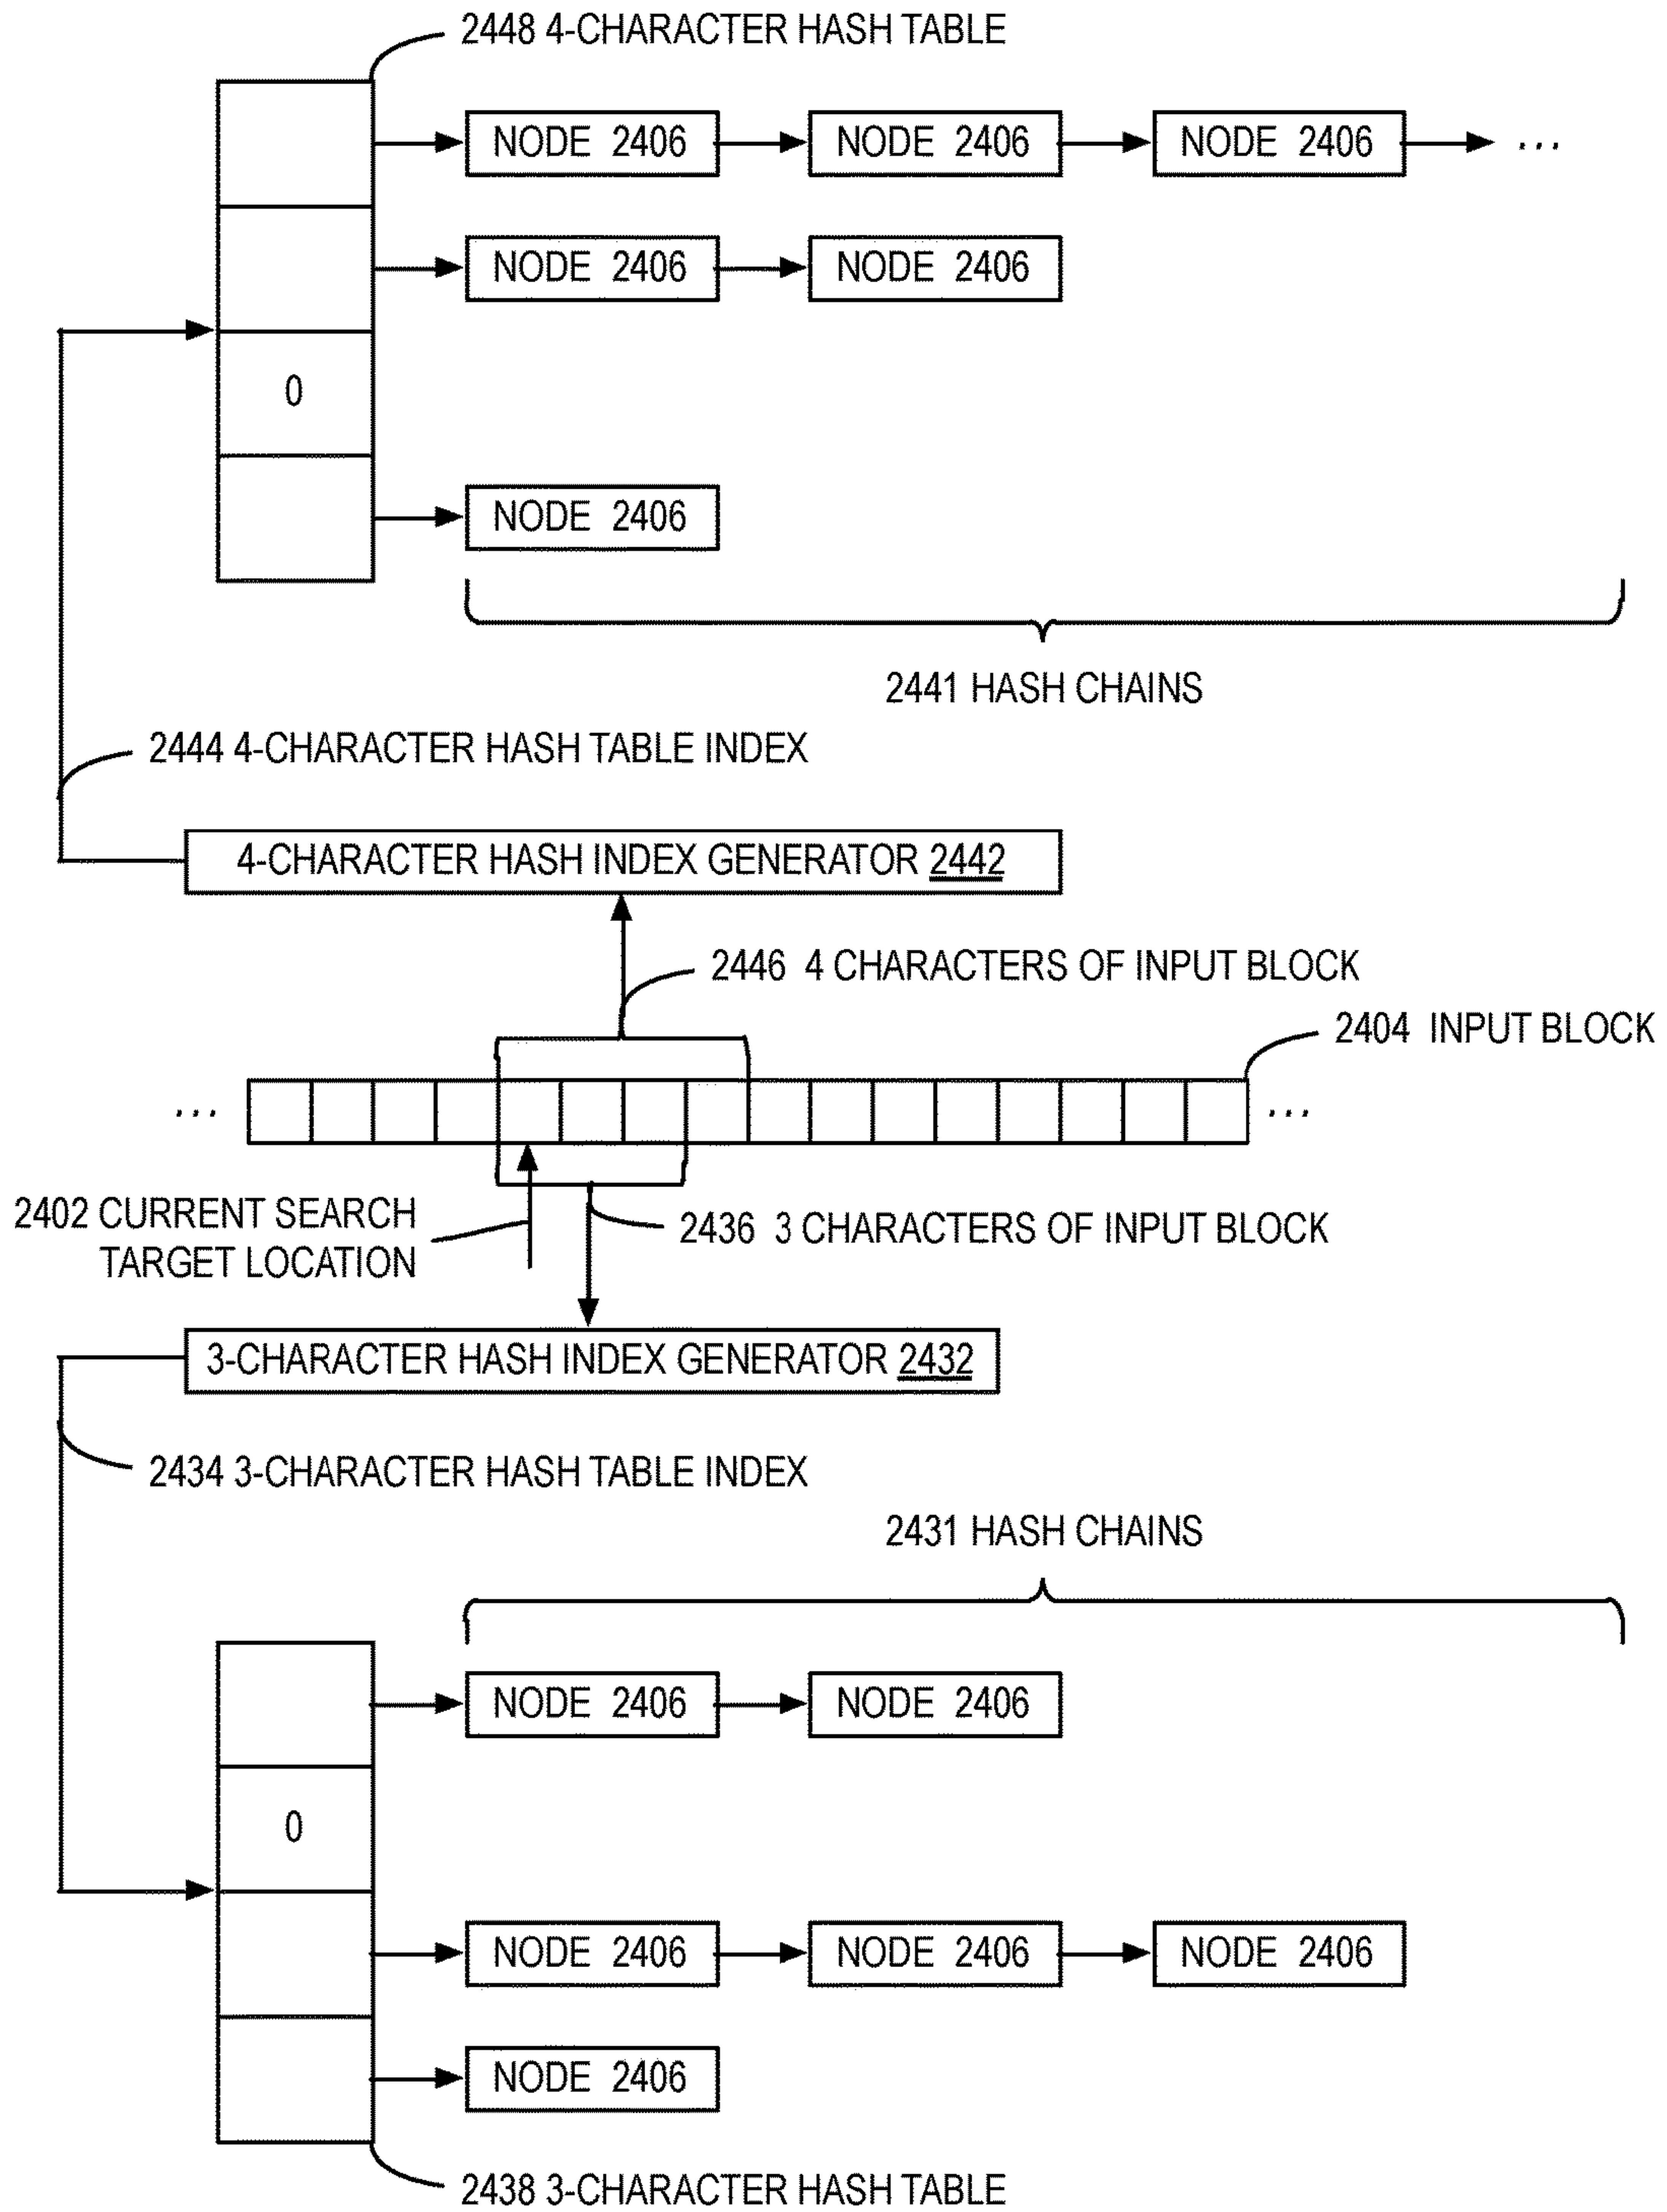 2448 4-CHARACTER HASH TABLE
NODE 2406 NODE 2406 NODE 2406 ...
NODE 2406 NODE 2406
0
NODE 2406
2441 HASH CHAINS
2444 4-CHARACTER HASH TABLE INDEX
4-CHARACTER HASH INDEX GENERATOR 2442
2446 4 CHARACTERS OF INPUT BLOCK
2404 INPUT BLOCK
... ...
2402 CURRENT SEARCH
TARGET LOCATION
2436 3 CHARACTERS OF INPUT BLOCK
3-CHARACTER HASH INDEX GENERATOR 2432
2434 3-CHARACTER HASH TABLE INDEX
2431 HASH CHAINS
NODE 2406 NODE 2406
0
NODE 2406 NODE 2406 NODE 2406
NODE 2406
2438 3-CHARACTER HASH TABLE